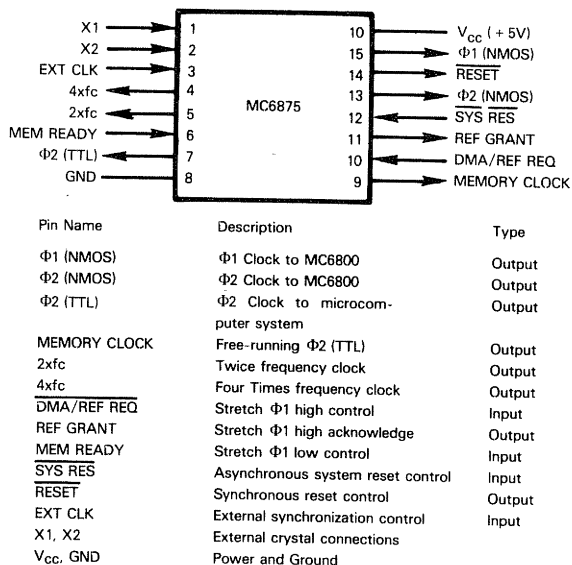 X1 1 10 V_CC (+5V)
X2 2 15 Φ1 (NMOS)
EXT CLK 3 14 RESET
4xfc 4 13 Φ2 (NMOS)
2xfc 5 MC6875 12 SYS RES
MEM READY 6 11 REF GRANT
Φ2 (TTL) 7 10 DMA/REF REQ
GND 8 9 MEMORY CLOCK
Pin Name Description Type
Φ1 (NMOS) Φ1 Clock to MC6800 Output
Φ2 (NMOS) Φ2 Clock to MC6800 Output
Φ2 (TTL) Φ2 Clock to microcom- Output
puter system
MEMORY CLOCK Free-running Φ2 (TTL) Output
2xfc Twice frequency clock Output
4xfc Four Times frequency clock Output
DMA/REF REQ Stretch Φ1 high control Input
REF GRANT Stretch Φ1 high acknowledge Output
MEM READY Stretch Φ1 low control Input
SYS RES Asynchronous system reset control Input
RESET Synchronous reset control Output
EXT CLK External synchronization control Input
X1, X2 External crystal connections
V_CC, GND Power and Ground